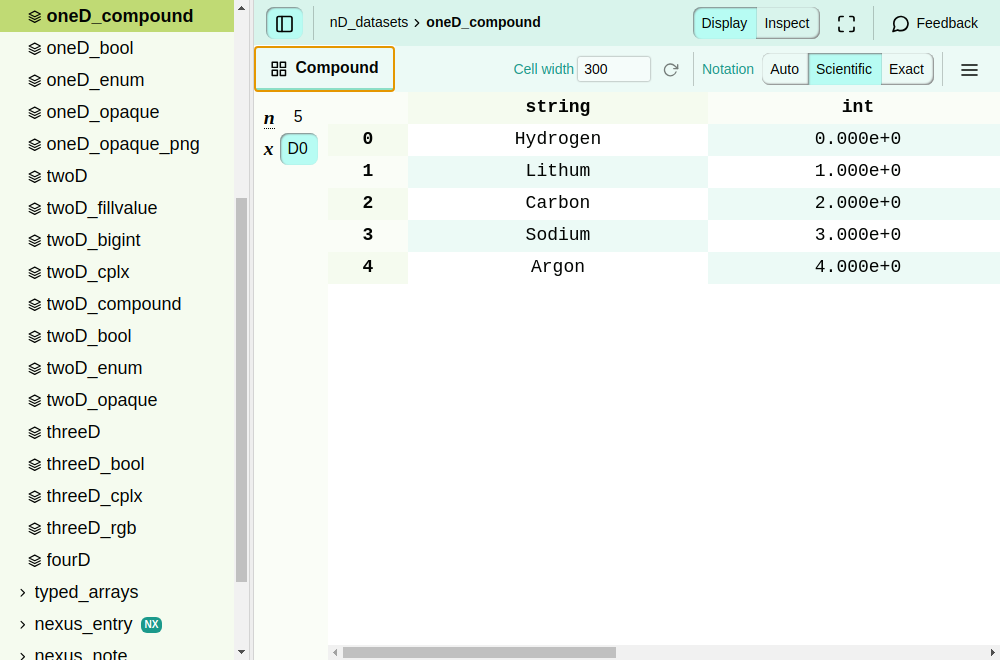 oneD_compound
oneD_bool
oneD_enum
oneD_opaque
oneD_opaque_png
twoD
twoD_fillvalue
twoD_bigint
twoD_cplx
twoD_compound
twoD_bool
twoD_enum
twoD_opaque
threeD
threeD_bool
threeD_cplx
threeD_rgb
fourD
typed_arrays
nexus_entry NX
nexus_note
nD_datasets › oneD_compound
Display Inspect Feedback
Compound Cell width 300 Notation Auto Scientific Exact
n 5
x D0
string int
0 Hydrogen 0.000e+0
1 Lithum 1.000e+0
2 Carbon 2.000e+0
3 Sodium 3.000e+0
4 Argon 4.000e+0